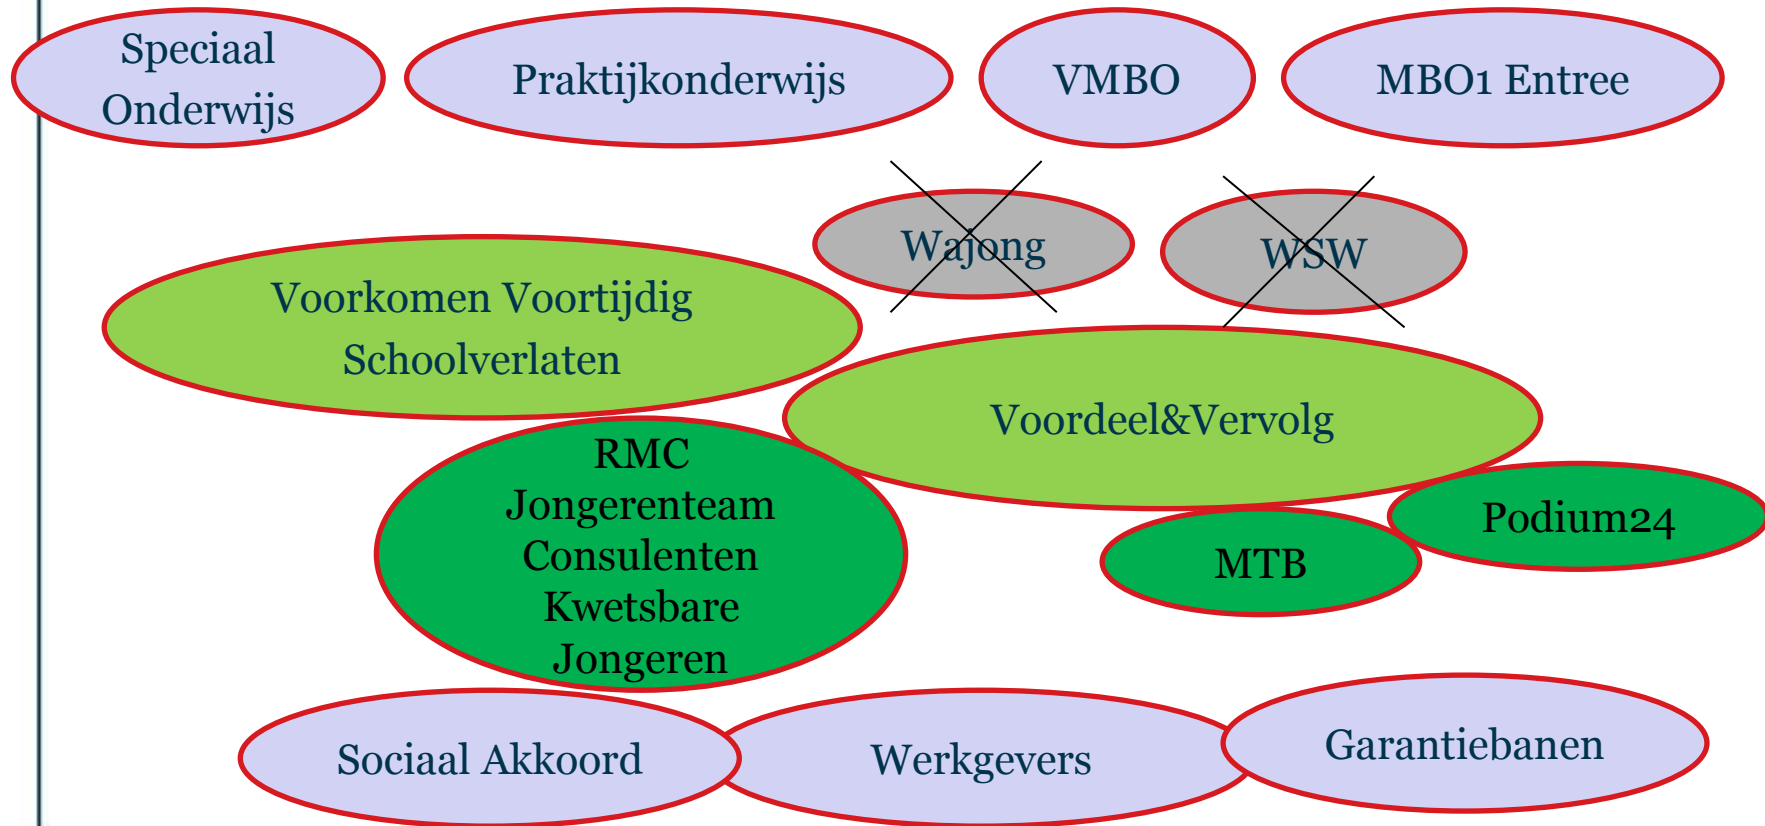 Speciaal
Onderwijs
Praktijkonderwijs
VMBO
MBO1 Entree
Wajong
WSW
Voorkomen Voortijdig
Schoolverlaten
Voordeel&Vervolg
RMC
Jongerenteam
Consulenten
Kwetsbare
Jongeren
Podium24
MTB
Sociaal Akkoord
Werkgevers
Garantiebanen